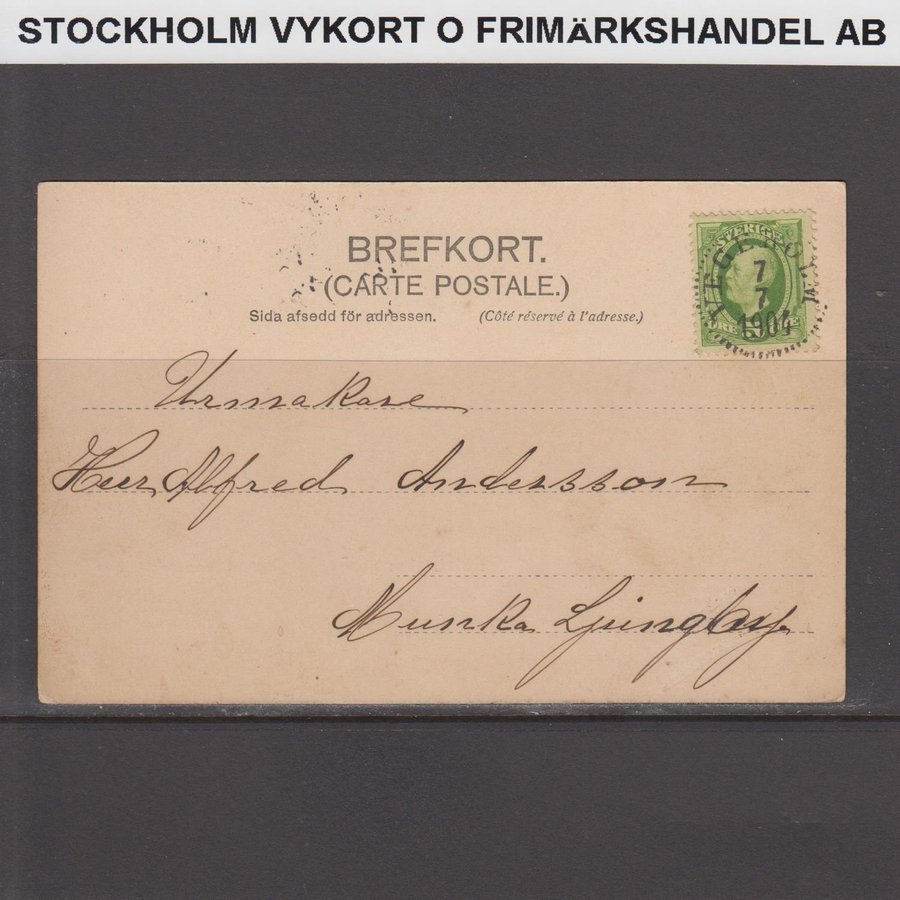 STOCKHOLM VYKORT O FRIMÄRKSHANDEL AB
BREFKORT.
(CARTE POSTALE.)
Sida afsedd för adressen. (Côté réservé à l'adresse.)
SVERIGE
7
7
1904
ÖRE
Urmakare
Herr Alfred Andersson
Munka Ljungby.